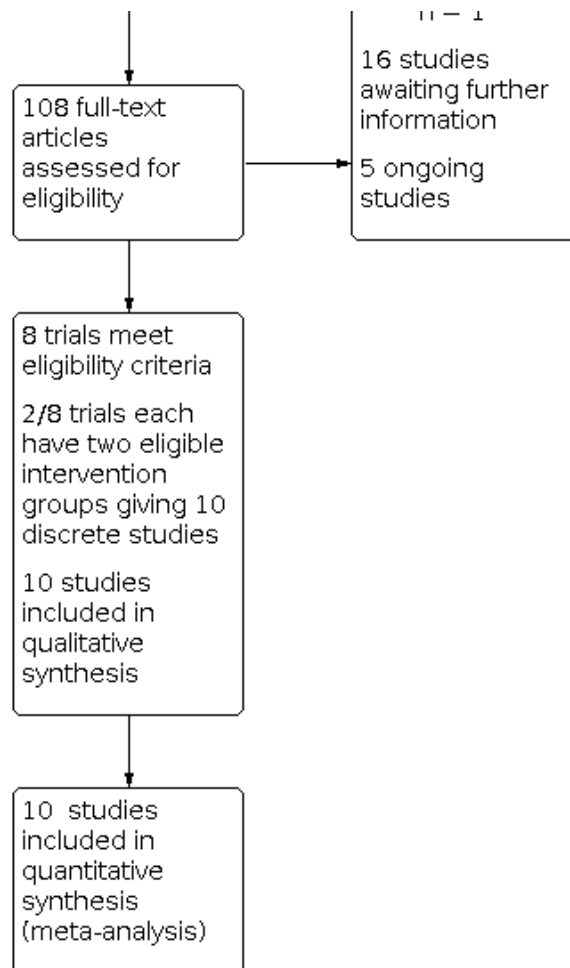 n = 1
16 studies
awaiting further
information
5 ongoing
studies
108 full-text
articles
assessed for
eligibility
8 trials meet
eligibility criteria
2/8 trials each
have two eligible
intervention
groups giving 10
discrete studies
10 studies
included in
qualitative
synthesis
10 studies
included in
quantitative
synthesis
(meta-analysis)